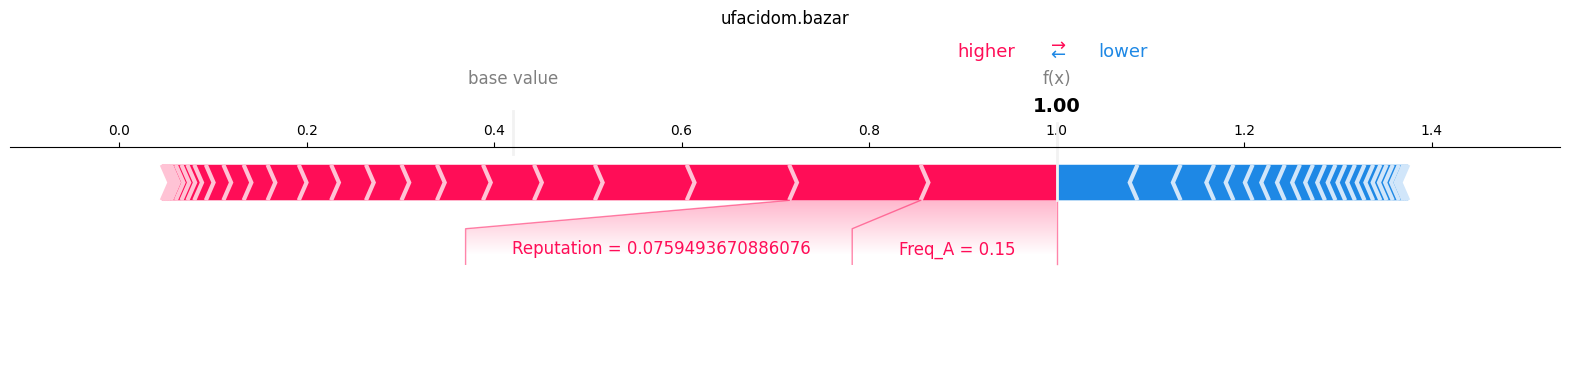 ufacidom.bazar
higher → ← lower
base value f(x)
1.00
0.0 0.2 0.4 0.6 0.8 1.0 1.2 1.4
Reputation = 0.0759493670886076 Freq_A = 0.15